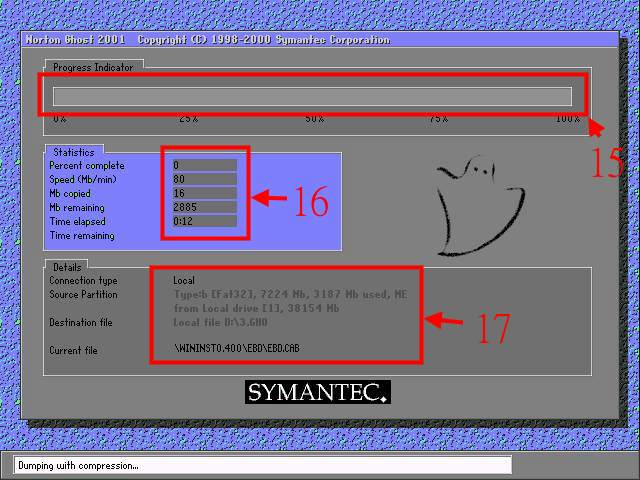 Norton Ghost 2001 Copyright (C) 1998-2000 Symantec Corporation
Progress Indicator
0% 25% 50% 75% 100%
15
Statistics
Percent complete 0
Speed (Mb/min) 80
Mb copied 16
Mb remaining 2885
Time elapsed 0:12
Time remaining
16
Details
Connection type Local
Source Partition Type:b [Fat32], 7224 Mb, 3187 Mb used, ME
from Local drive [1], 38154 Mb
Destination file Local file D:\3.GHO
Current file \WININST0.400\EBD\EBD.CAB
17
SYMANTEC.
Dumping with compression...